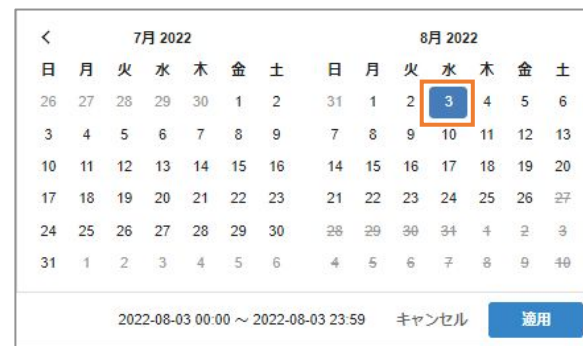 < 7月 2022 8月 2022
日 月 火 水 木 金 土 日 月 火 水 木 金 土
26 27 28 29 30 1 2 31 1 2 3 4 5 6
3 4 5 6 7 8 9 7 8 9 10 11 12 13
10 11 12 13 14 15 16 14 15 16 17 18 19 20
17 18 19 20 21 22 23 21 22 23 24 25 26 27
24 25 26 27 28 29 30 28 29 30 31 1 2 3
31 1 2 3 4 5 6 4 5 6 7 8 9 10
2022-08-03 00:00 ～ 2022-08-03 23:59 キャンセル 適用